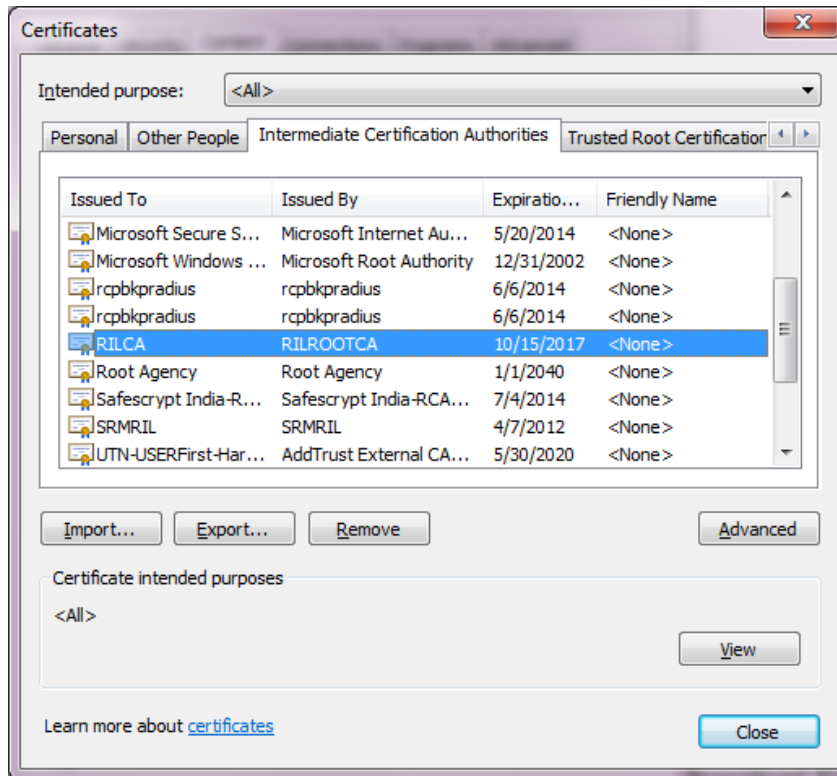 Certificates
Intended purpose: <All>
Personal Other People Intermediate Certification Authorities Trusted Root Certification
Issued To Issued By Expiratio... Friendly Name
Microsoft Secure S... Microsoft Internet Au... 5/20/2014 <None>
Microsoft Windows ... Microsoft Root Authority 12/31/2002 <None>
rcpbkpradius rcpbkpradius 6/6/2014 <None>
rcpbkpradius rcpbkpradius 6/6/2014 <None>
RILCA RILROOTCA 10/15/2017 <None>
Root Agency Root Agency 1/1/2040 <None>
Safescrypt India-R... Safescrypt India-RCA... 7/4/2014 <None>
SRMRIL SRMRIL 4/7/2012 <None>
UTN-USERFirst-Har... AddTrust External CA... 5/30/2020 <None>
Import... Export... Remove Advanced
Certificate intended purposes
<All>
View
Learn more about certificates
Close